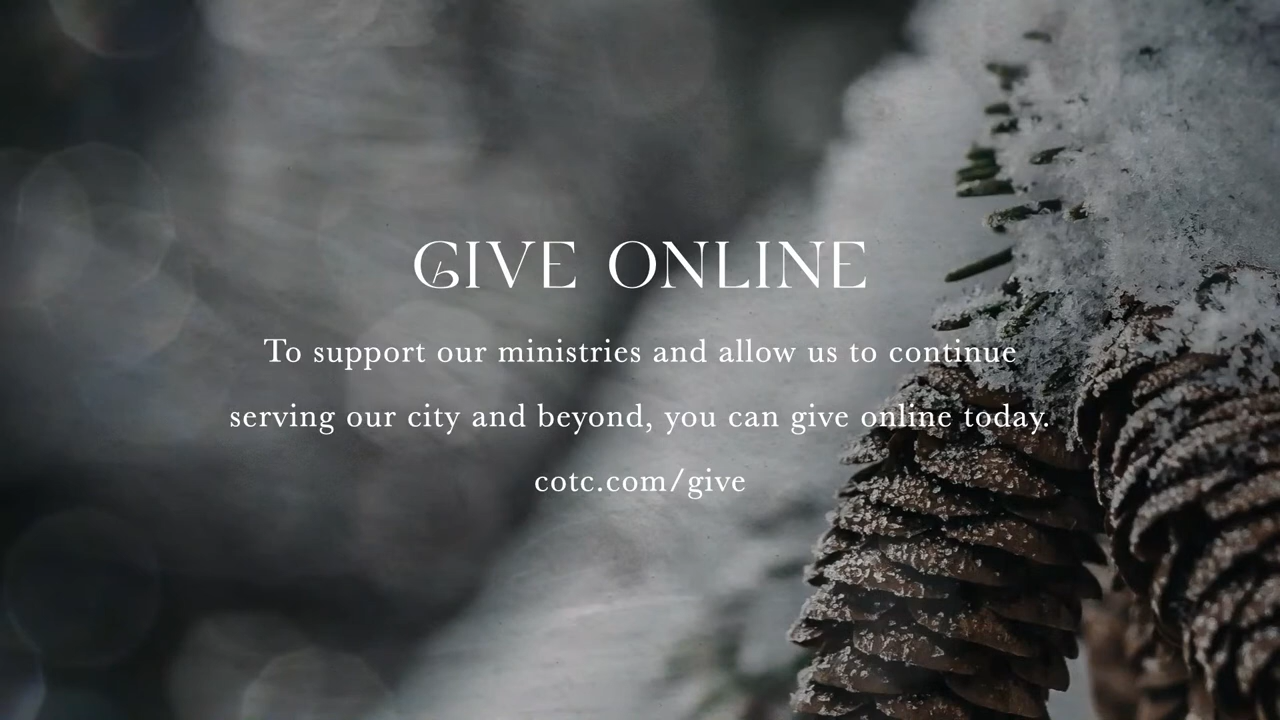 GIVE ONLINE
To support our ministries and allow us to continue
serving our city and beyond, you can give online today.
cotc.com/give